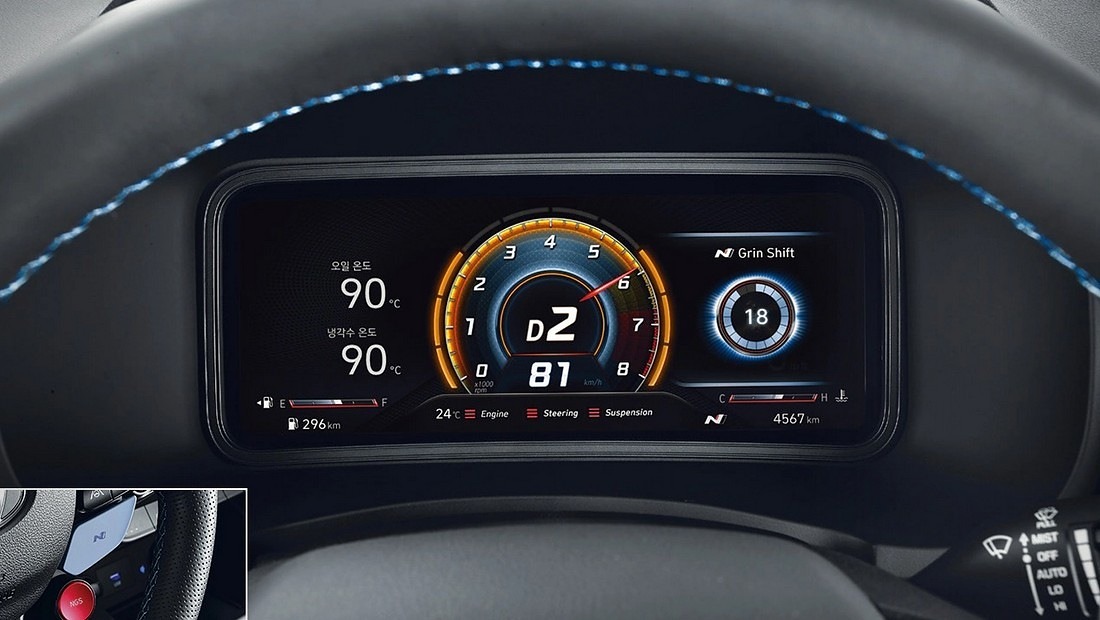 오일 온도
90 °C
냉각수 온도
90 °C
0
1
2
3
4
5
6
7
8
x1000
rpm
D2
81 km/h
N Grin Shift
18
E F
296 km
24 °C Engine Steering Suspension
N
C H
4567 km
N
NGS
MIST
OFF
AUTO
LO
HI